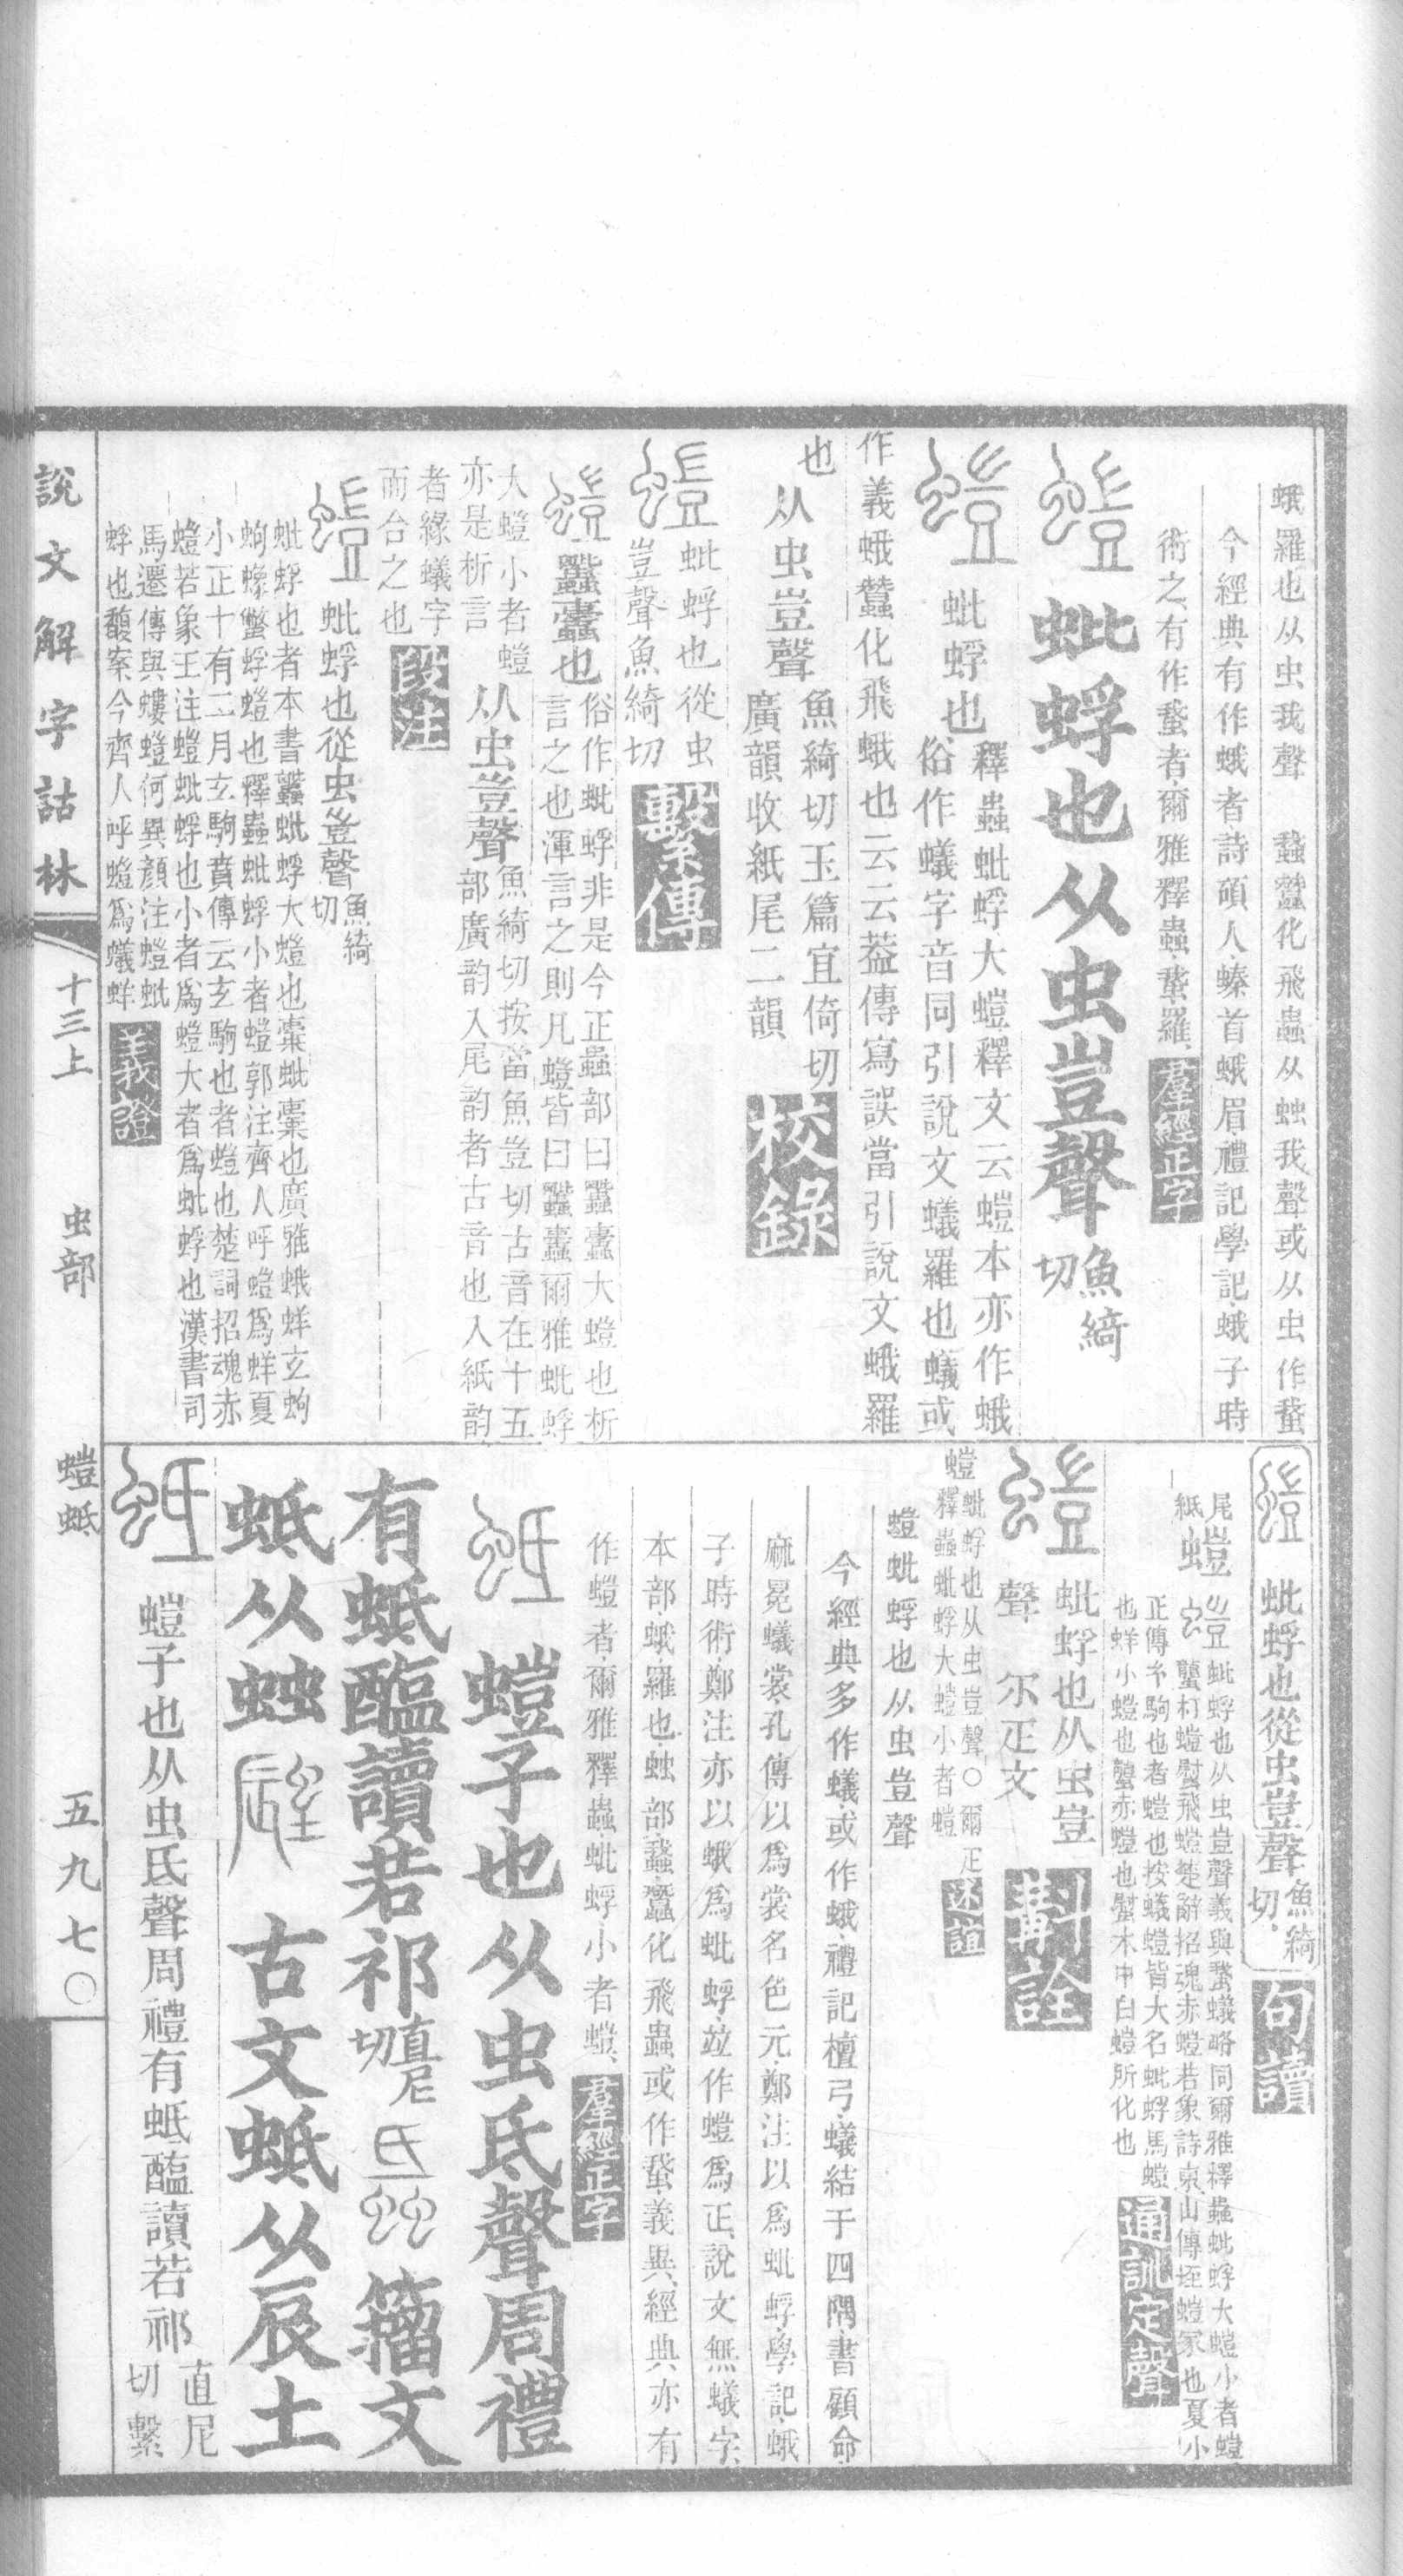 蛾羅也从虫我聲　蠽蠶化飛蟲从䖵我聲或从虫作蝥
今經典有作蛾者詩碩人螓首蛾眉禮記學記蛾子時
術之有作蝥者爾雅釋蟲蝥羅羣經正字
蚍蜉也从虫豈聲魚綺切
蚍蜉也釋蟲蚍蜉大螘釋文云螘本亦作蛾
俗作蟻字音同引說文蟻羅也蟻或
作義蛾蠶化飛蛾也云云葢傳寫誤當引說文蛾羅
也
从虫豈聲魚綺切玉篇宜倚切
廣韻收紙尾二韻校錄
蚍蜉也從虫
豈聲魚綺切繫傳
也俗作蚍蜉非是今正蟲部曰大螘也析
言之也渾言之則凡螘皆曰爾雅蚍蜉
大螘小者螘从虫豈聲魚綺切按當魚豈切古音在十五
亦是析言部廣韵入尾韵者古音也入紙韵
者緣蟻字
而合之也段注
蚍蜉也從虫豈聲魚綺切
蚍蜉也者本書蠶蚍蜉大螘也廣雅蛾蛘玄蚼
蜉螘也釋蟲蚍蜉小者螘郭注齊人呼螘爲蛘夏
小正十有二月玄駒賁傳云玄駒也者螘也楚詞招魂赤
螘若象王注螘蚍蜉也小者爲螘大者爲蚍蜉也漢書司
馬遷傳與螻螘何異顏注螘蚍
蜉也馥案今齊人呼螘爲蟻蛘義證
蚍蜉也從虫豈聲魚綺切句讀
尾紙螘蚍蜉也从虫豈聲義與蝥蟻略同爾雅釋蟲蚍蜉大螘小者螘
飛螘楚辭招魂赤螘若象詩東山傳垤螘冢也夏小
正傳玄駒也者螘也按蟻螘皆大名蚍蜉馬螘
也蛘小螘也赤螘也木中白螘所化也通訓定聲
蚍蜉也从虫豈
聲　尔疋文斠詮
螘蚍蜉也从虫豈聲〇爾疋
釋蟲蚍蜉大螘小者螘述誼
螘蚍蜉也从虫豈聲
今經典多作蟻或作蛾禮記檀弓蟻結于四隅書顧命
麻冕蟻裳孔傳以爲裳名色元鄭注以爲蚍蜉學記蛾
子時術鄭注亦以蛾爲蚍蜉竝作螘爲正說文無蟻字
本部蛾羅也䖵部蠶化飛蟲或作蝥義異經典亦有
作螘者爾雅釋蟲蚍蜉小者螘羣經正字
螘子也从虫氐聲周禮
有蚳醢讀若祁直尼切　籒文
蚳从䖵　古文蚳从辰土
螘子也从虫氐聲周禮有蚳醢讀若祁直尼切繫
說文解字詁林　十三上　虫部　螘蚳　五九七〇